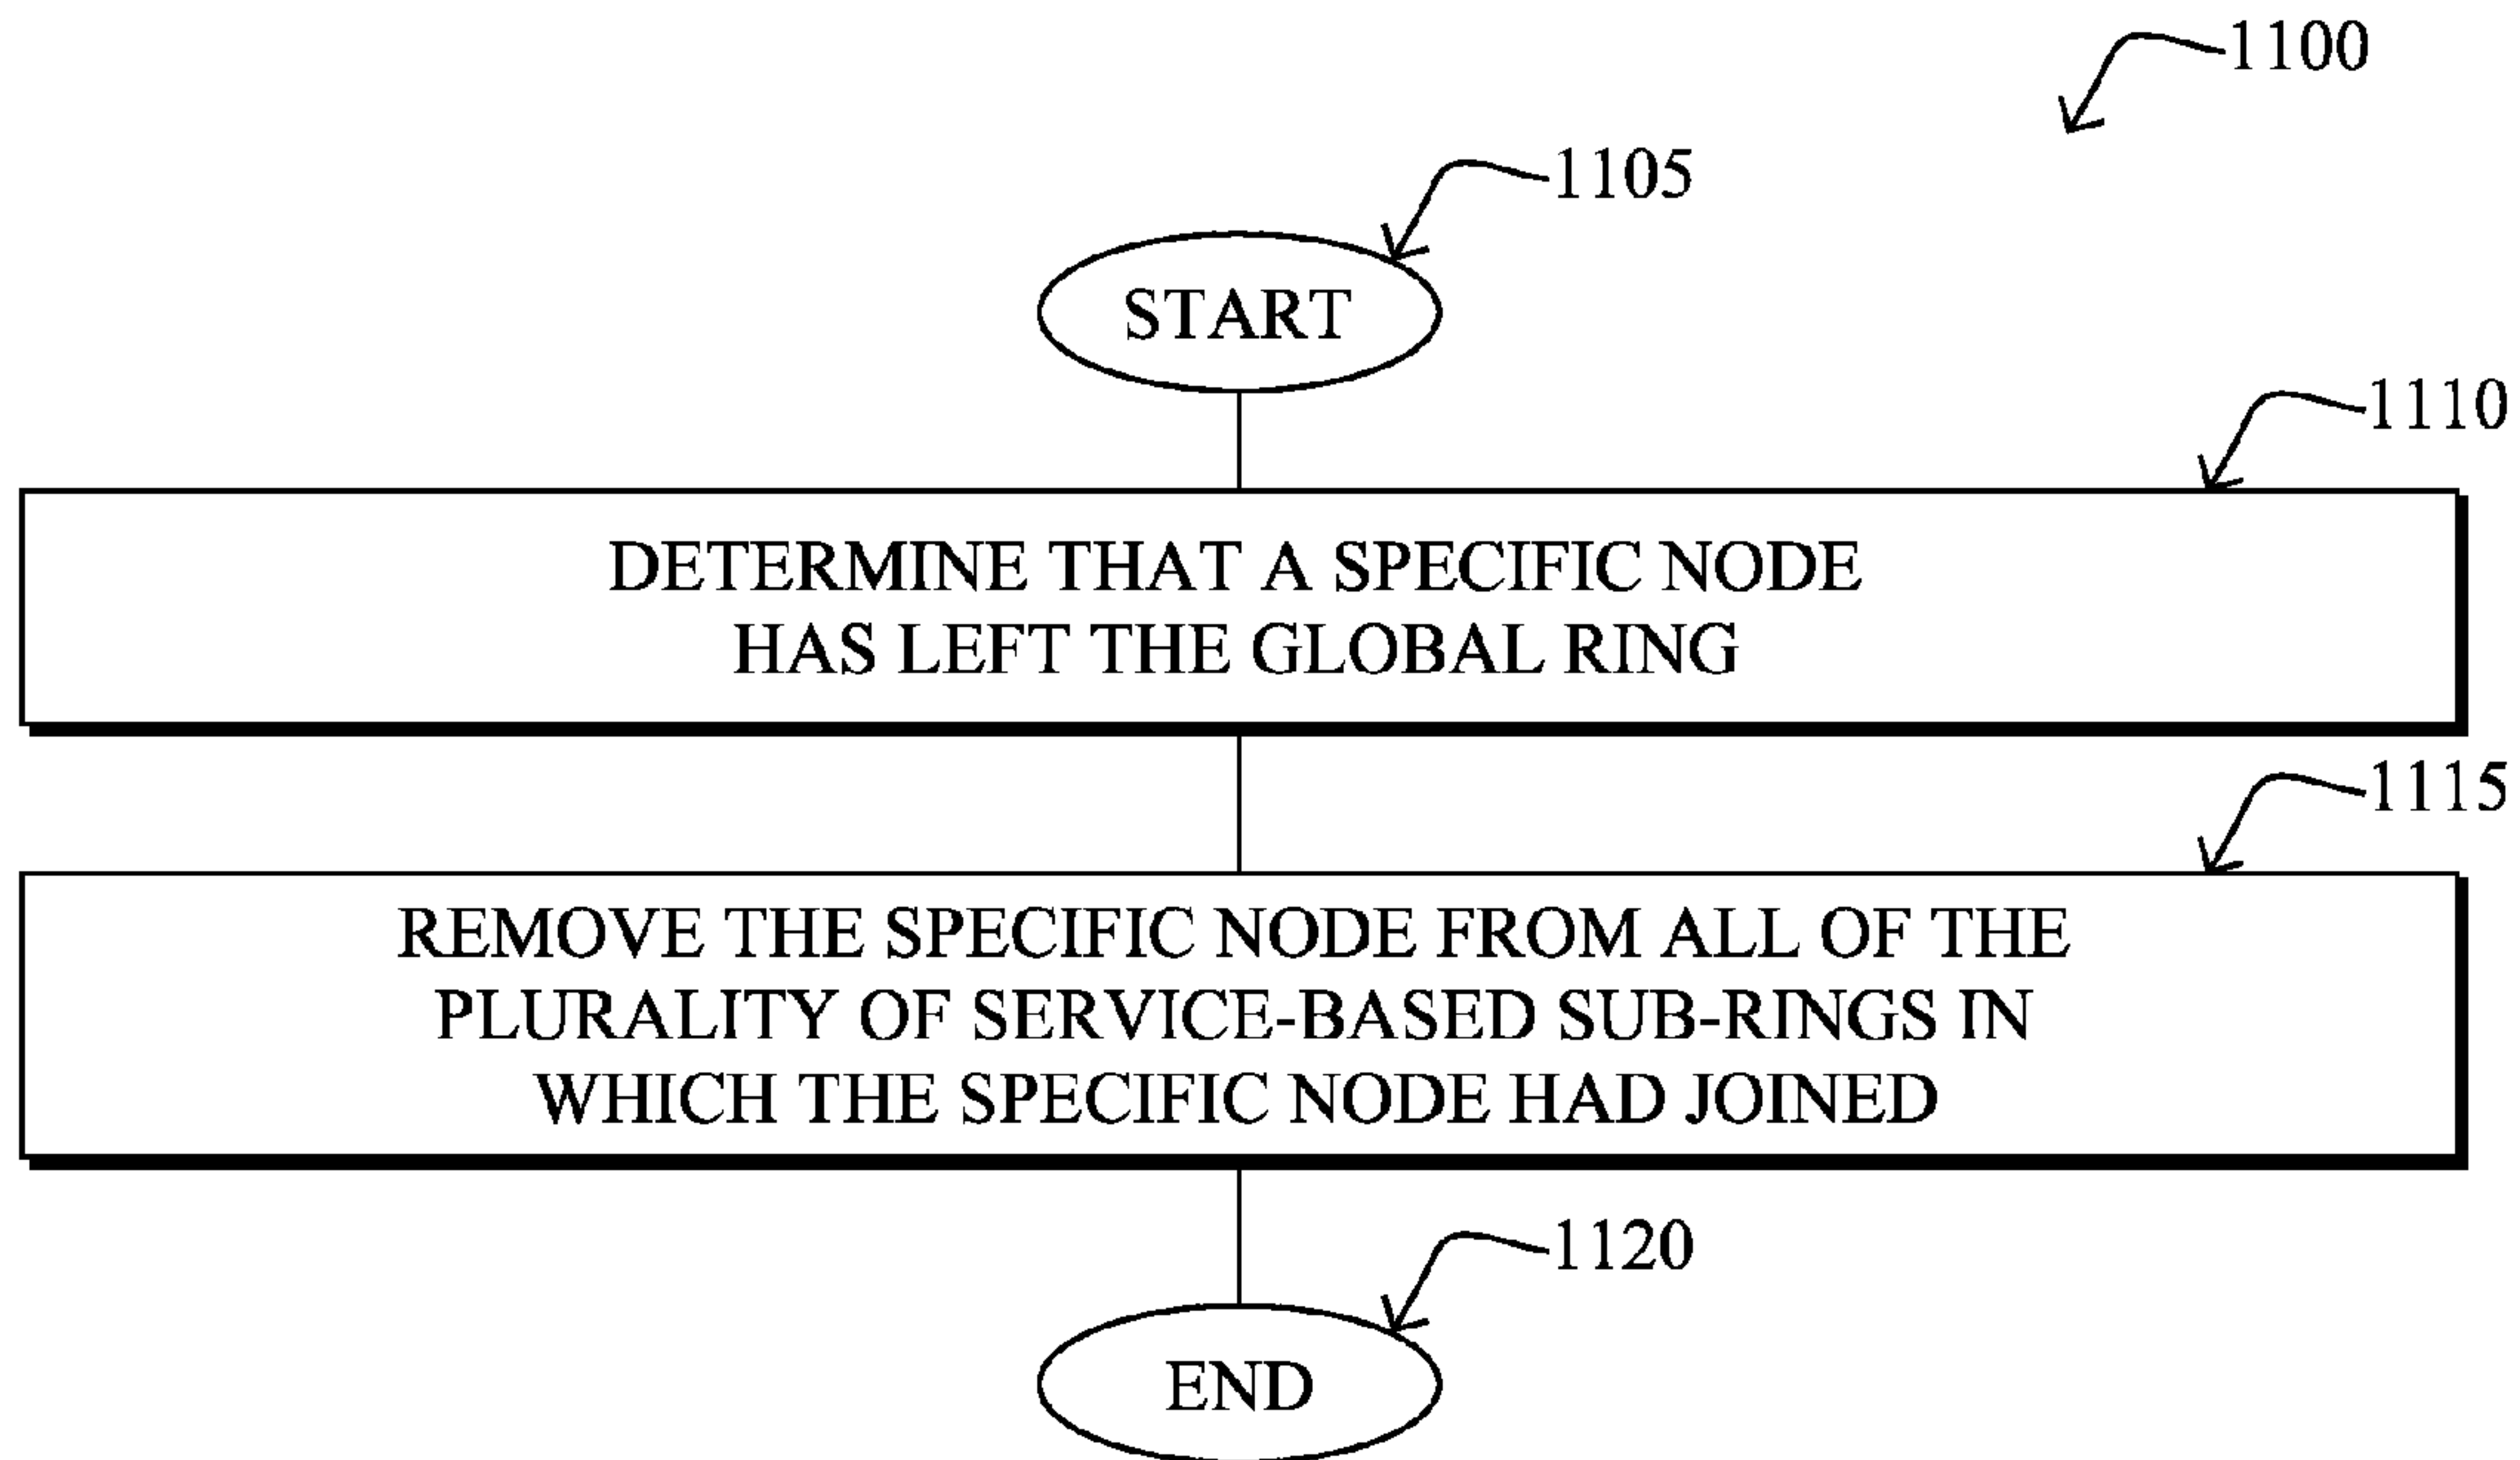 1100
1105
START
1110
DETERMINE THAT A SPECIFIC NODE
HAS LEFT THE GLOBAL RING
1115
REMOVE THE SPECIFIC NODE FROM ALL OF THE
PLURALITY OF SERVICE-BASED SUB-RINGS IN
WHICH THE SPECIFIC NODE HAD JOINED
1120
END